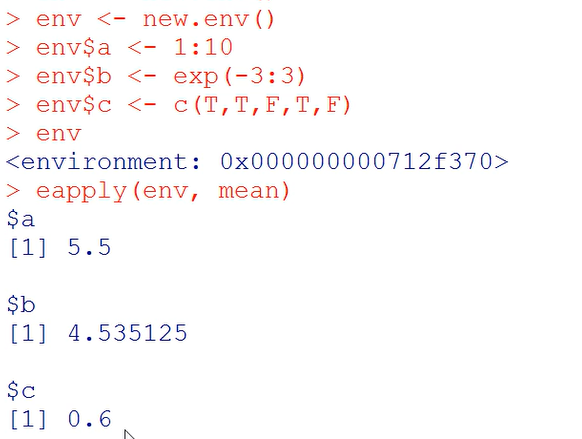 > env <- new.env()
> env$a <- 1:10
> env$b <- exp(-3:3)
> env$c <- c(T,T,F,T,F)
> env
<environment: 0x000000000712f370>
> eapply(env, mean)
$a
[1] 5.5
$b
[1] 4.535125
$c
[1] 0.6